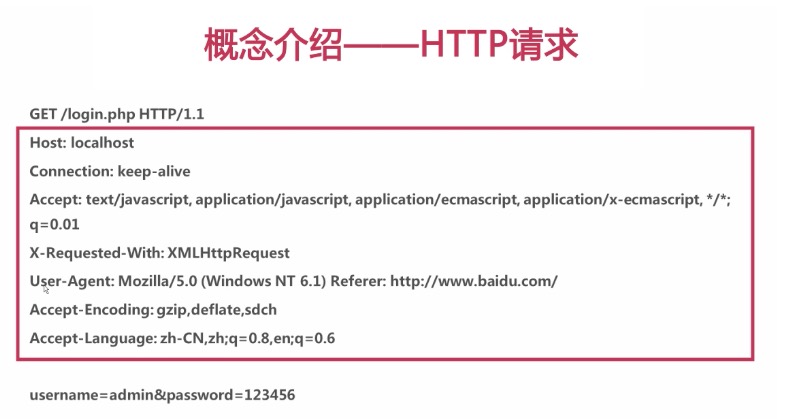 概念介绍——HTTP请求
GET /login.php HTTP/1.1
Host: localhost
Connection: keep-alive
Accept: text/javascript, application/javascript, application/ecmascript, application/x-ecmascript, */*;
q=0.01
X-Requested-With: XMLHttpRequest
User-Agent: Mozilla/5.0 (Windows NT 6.1) Referer: http://www.baidu.com/
Accept-Encoding: gzip,deflate,sdch
Accept-Language: zh-CN,zh;q=0.8,en;q=0.6
username=admin&password=123456